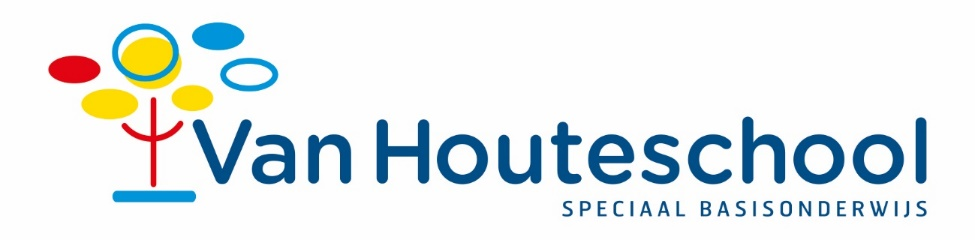 Van Houteschool
SPECIAAL BASISONDERWIJS